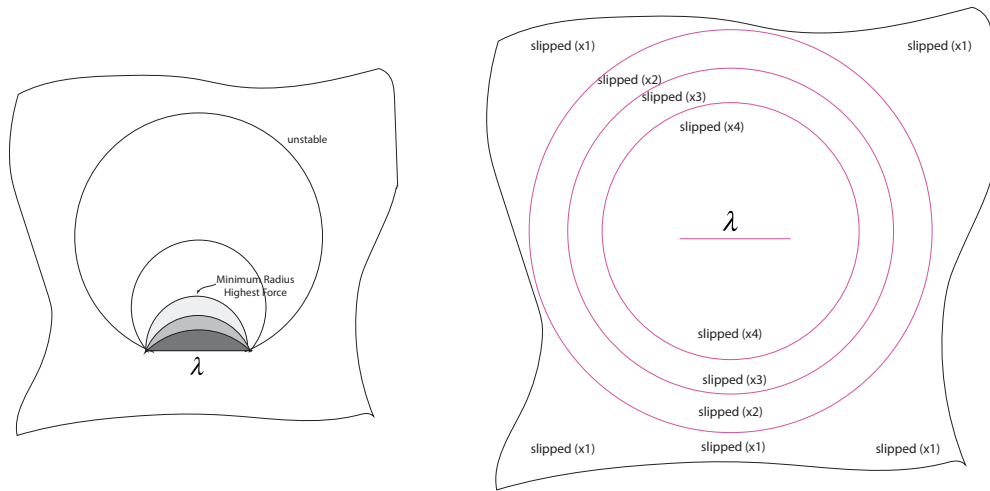 unstable
Minimum Radius
Highest Force
λ
slipped (x1)
slipped (x1)
slipped (x2)
slipped (x3)
slipped (x4)
λ
slipped (x4)
slipped (x3)
slipped (x2)
slipped (x1)
slipped (x1)
slipped (x1)